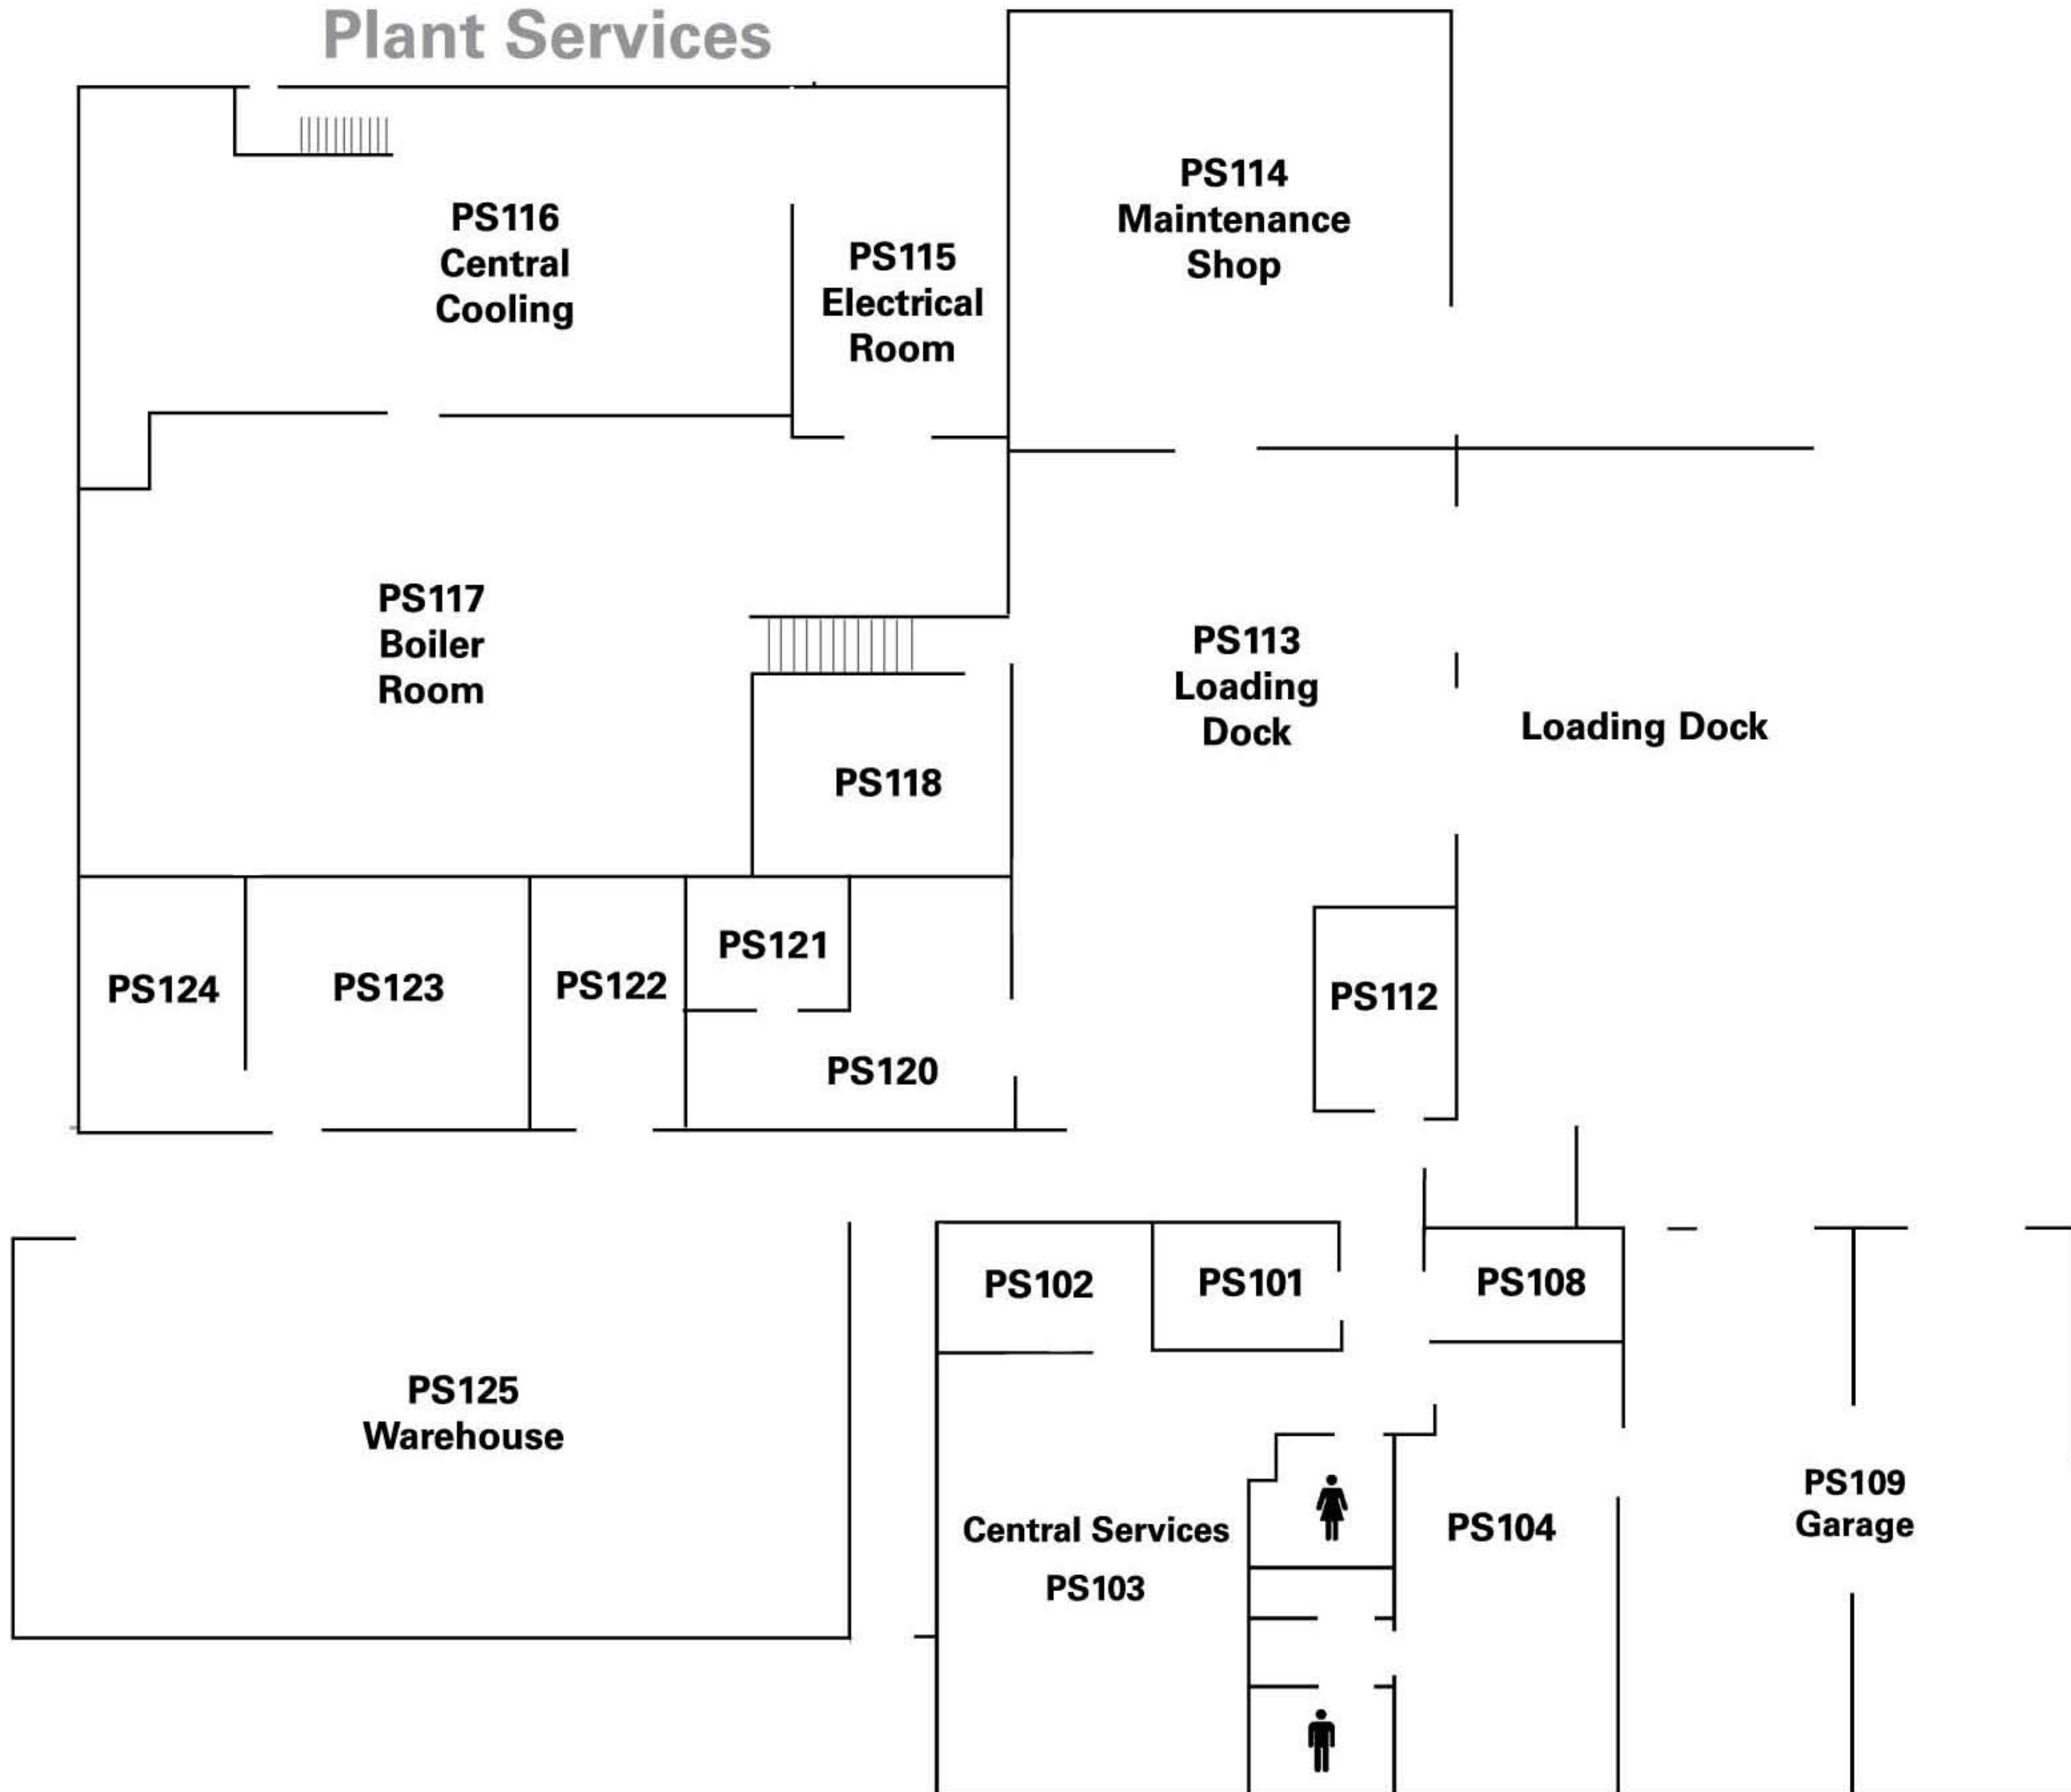 Plant Services
PS114
Maintenance
Shop
PS116
Central
Cooling
PS115
Electrical
Room
PS117
Boiler
Room
PS113
Loading
Dock
Loading Dock
PS118
PS121
PS124
PS123
PS122
PS112
PS120
PS102
PS101
PS108
PS125
Warehouse
PS109
Garage
Central Services
PS103
PS104